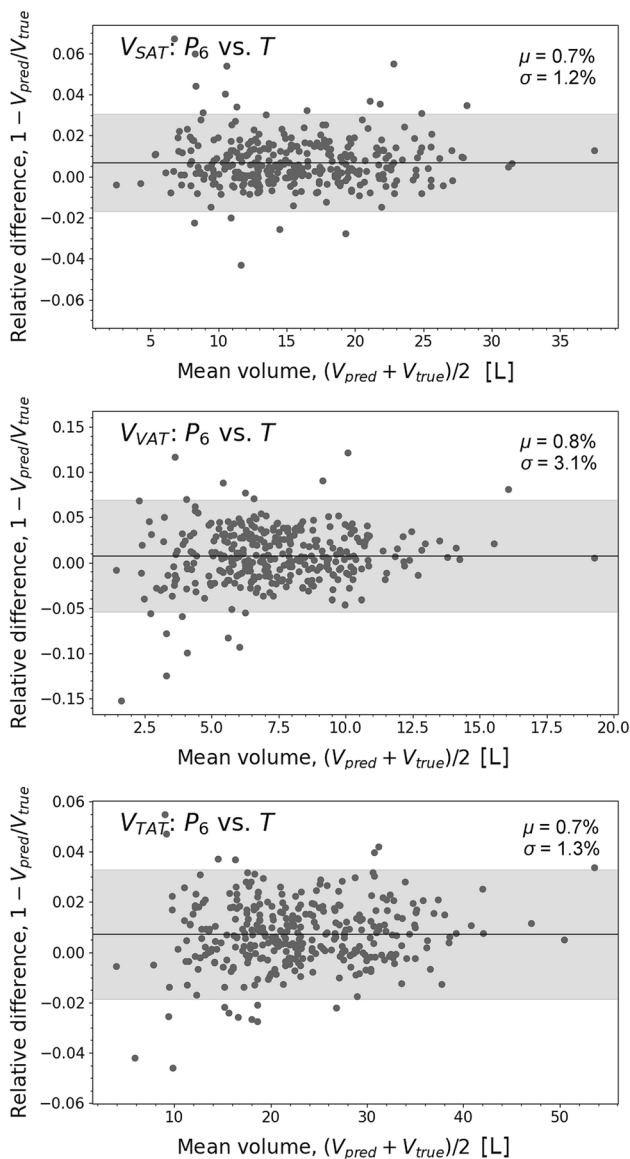 V_SAT: P_6 vs. T
μ = 0.7%
σ = 1.2%
Relative difference, 1 − V_pred/V_true
0.06
0.04
0.02
0.00
−0.02
−0.04
−0.06
5 10 15 20 25 30 35
Mean volume, (V_pred + V_true)/2 [L]
V_VAT: P_6 vs. T
μ = 0.8%
σ = 3.1%
Relative difference, 1 − V_pred/V_true
0.15
0.10
0.05
0.00
−0.05
−0.10
−0.15
2.5 5.0 7.5 10.0 12.5 15.0 17.5 20.0
Mean volume, (V_pred + V_true)/2 [L]
V_TAT: P_6 vs. T
μ = 0.7%
σ = 1.3%
Relative difference, 1 − V_pred/V_true
0.06
0.04
0.02
0.00
−0.02
−0.04
−0.06
10 20 30 40 50
Mean volume, (V_pred + V_true)/2 [L]